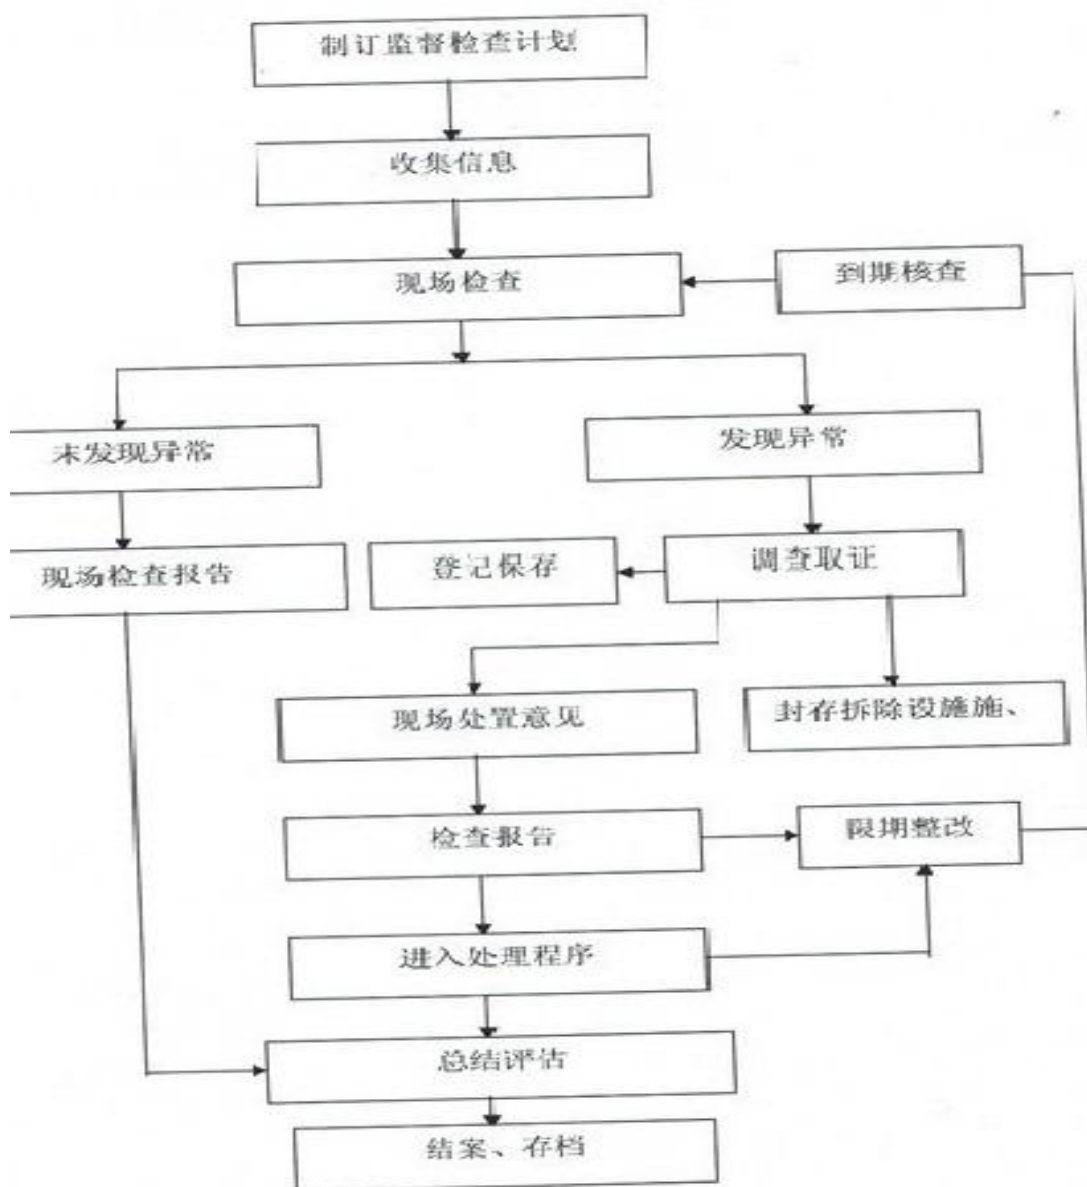 制订监督检查计划
收集信息
现场检查
到期核查
未发现异常
发现异常
现场检查报告
登记保存
调查取证
现场处置意见
封存拆除设施施、
检查报告
限期整改
进入处理程序
总结评估
结案、存档